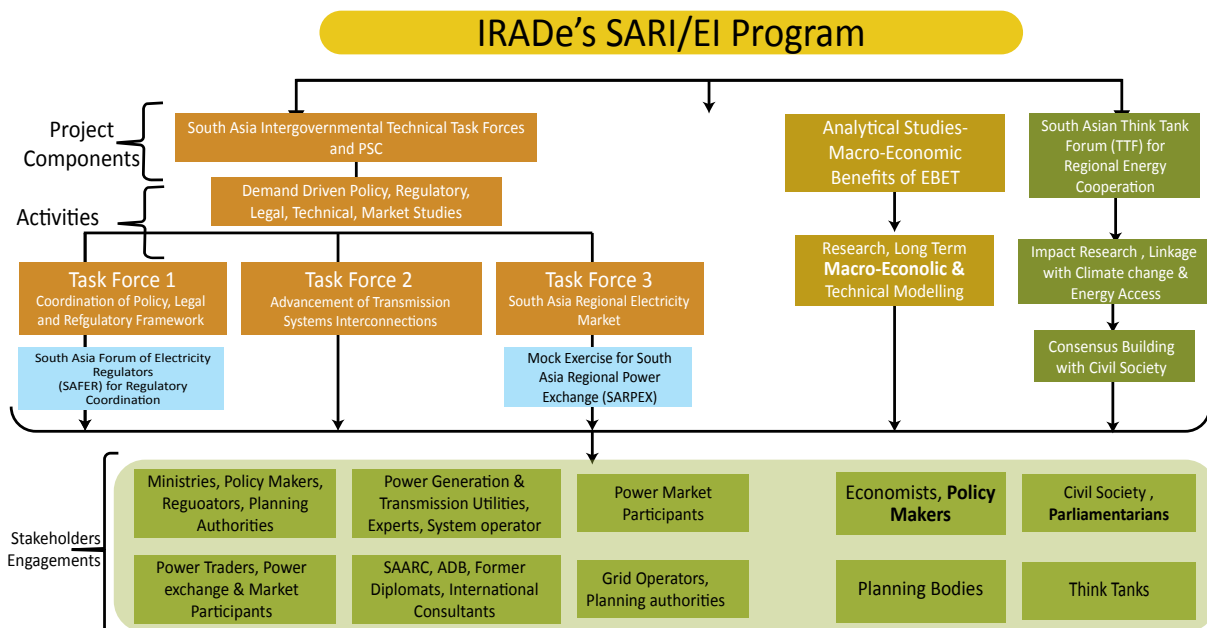 IRADe's SARI/EI Program
Project
Components
South Asia Intergovernmental Technical Task Forces
and PSC
Analytical Studies-
Macro-Economic
Benefits of EBET
South Asian Think Tank
Forum (TTF) for
Regional Energy
Cooperation
Activities
Demand Driven Policy, Regulatory,
Legal, Technical, Market Studies
Research, Long Term
Macro-Econolic &
Technical Modelling
Impact Research , Linkage
with Climate change &
Energy Access
Task Force 1
Coordination of Policy, Legal
and Refgulatory Framework
Task Force 2
Advancement of Transmission
Systems Interconnections
Task Force 3
South Asia Regional Electricity
Market
Consensus Building
with Civil Society
South Asia Forum of Electricity
Regulators
(SAFER) for Regulatory
Coordination
Mock Exercise for South
Asia Regional Power
Exchange (SARPEX)
Stakeholders
Engagements
Ministries, Policy Makers,
Reguoators, Planning
Authorities
Power Generation &
Transmission Utilities,
Experts, System operator
Power Market
Participants
Economists, Policy
Makers
Civil Society ,
Parliamentarians
Power Traders, Power
exchange & Market
Participants
SAARC, ADB, Former
Diplomats, International
Consultants
Grid Operators,
Planning authorities
Planning Bodies
Think Tanks